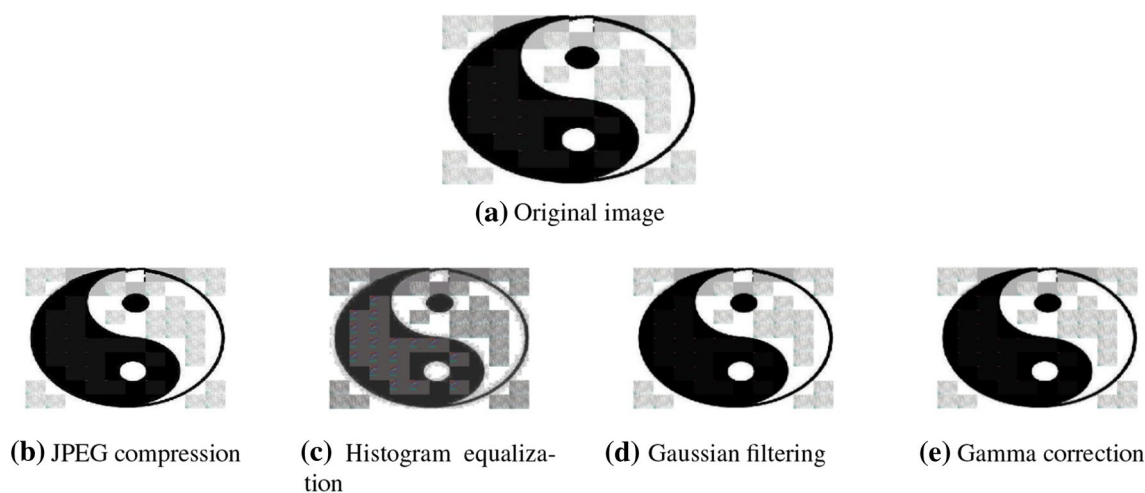 (a) Original image
(b) JPEG compression
(c) Histogram equaliza-
tion
(d) Gaussian filtering
(e) Gamma correction